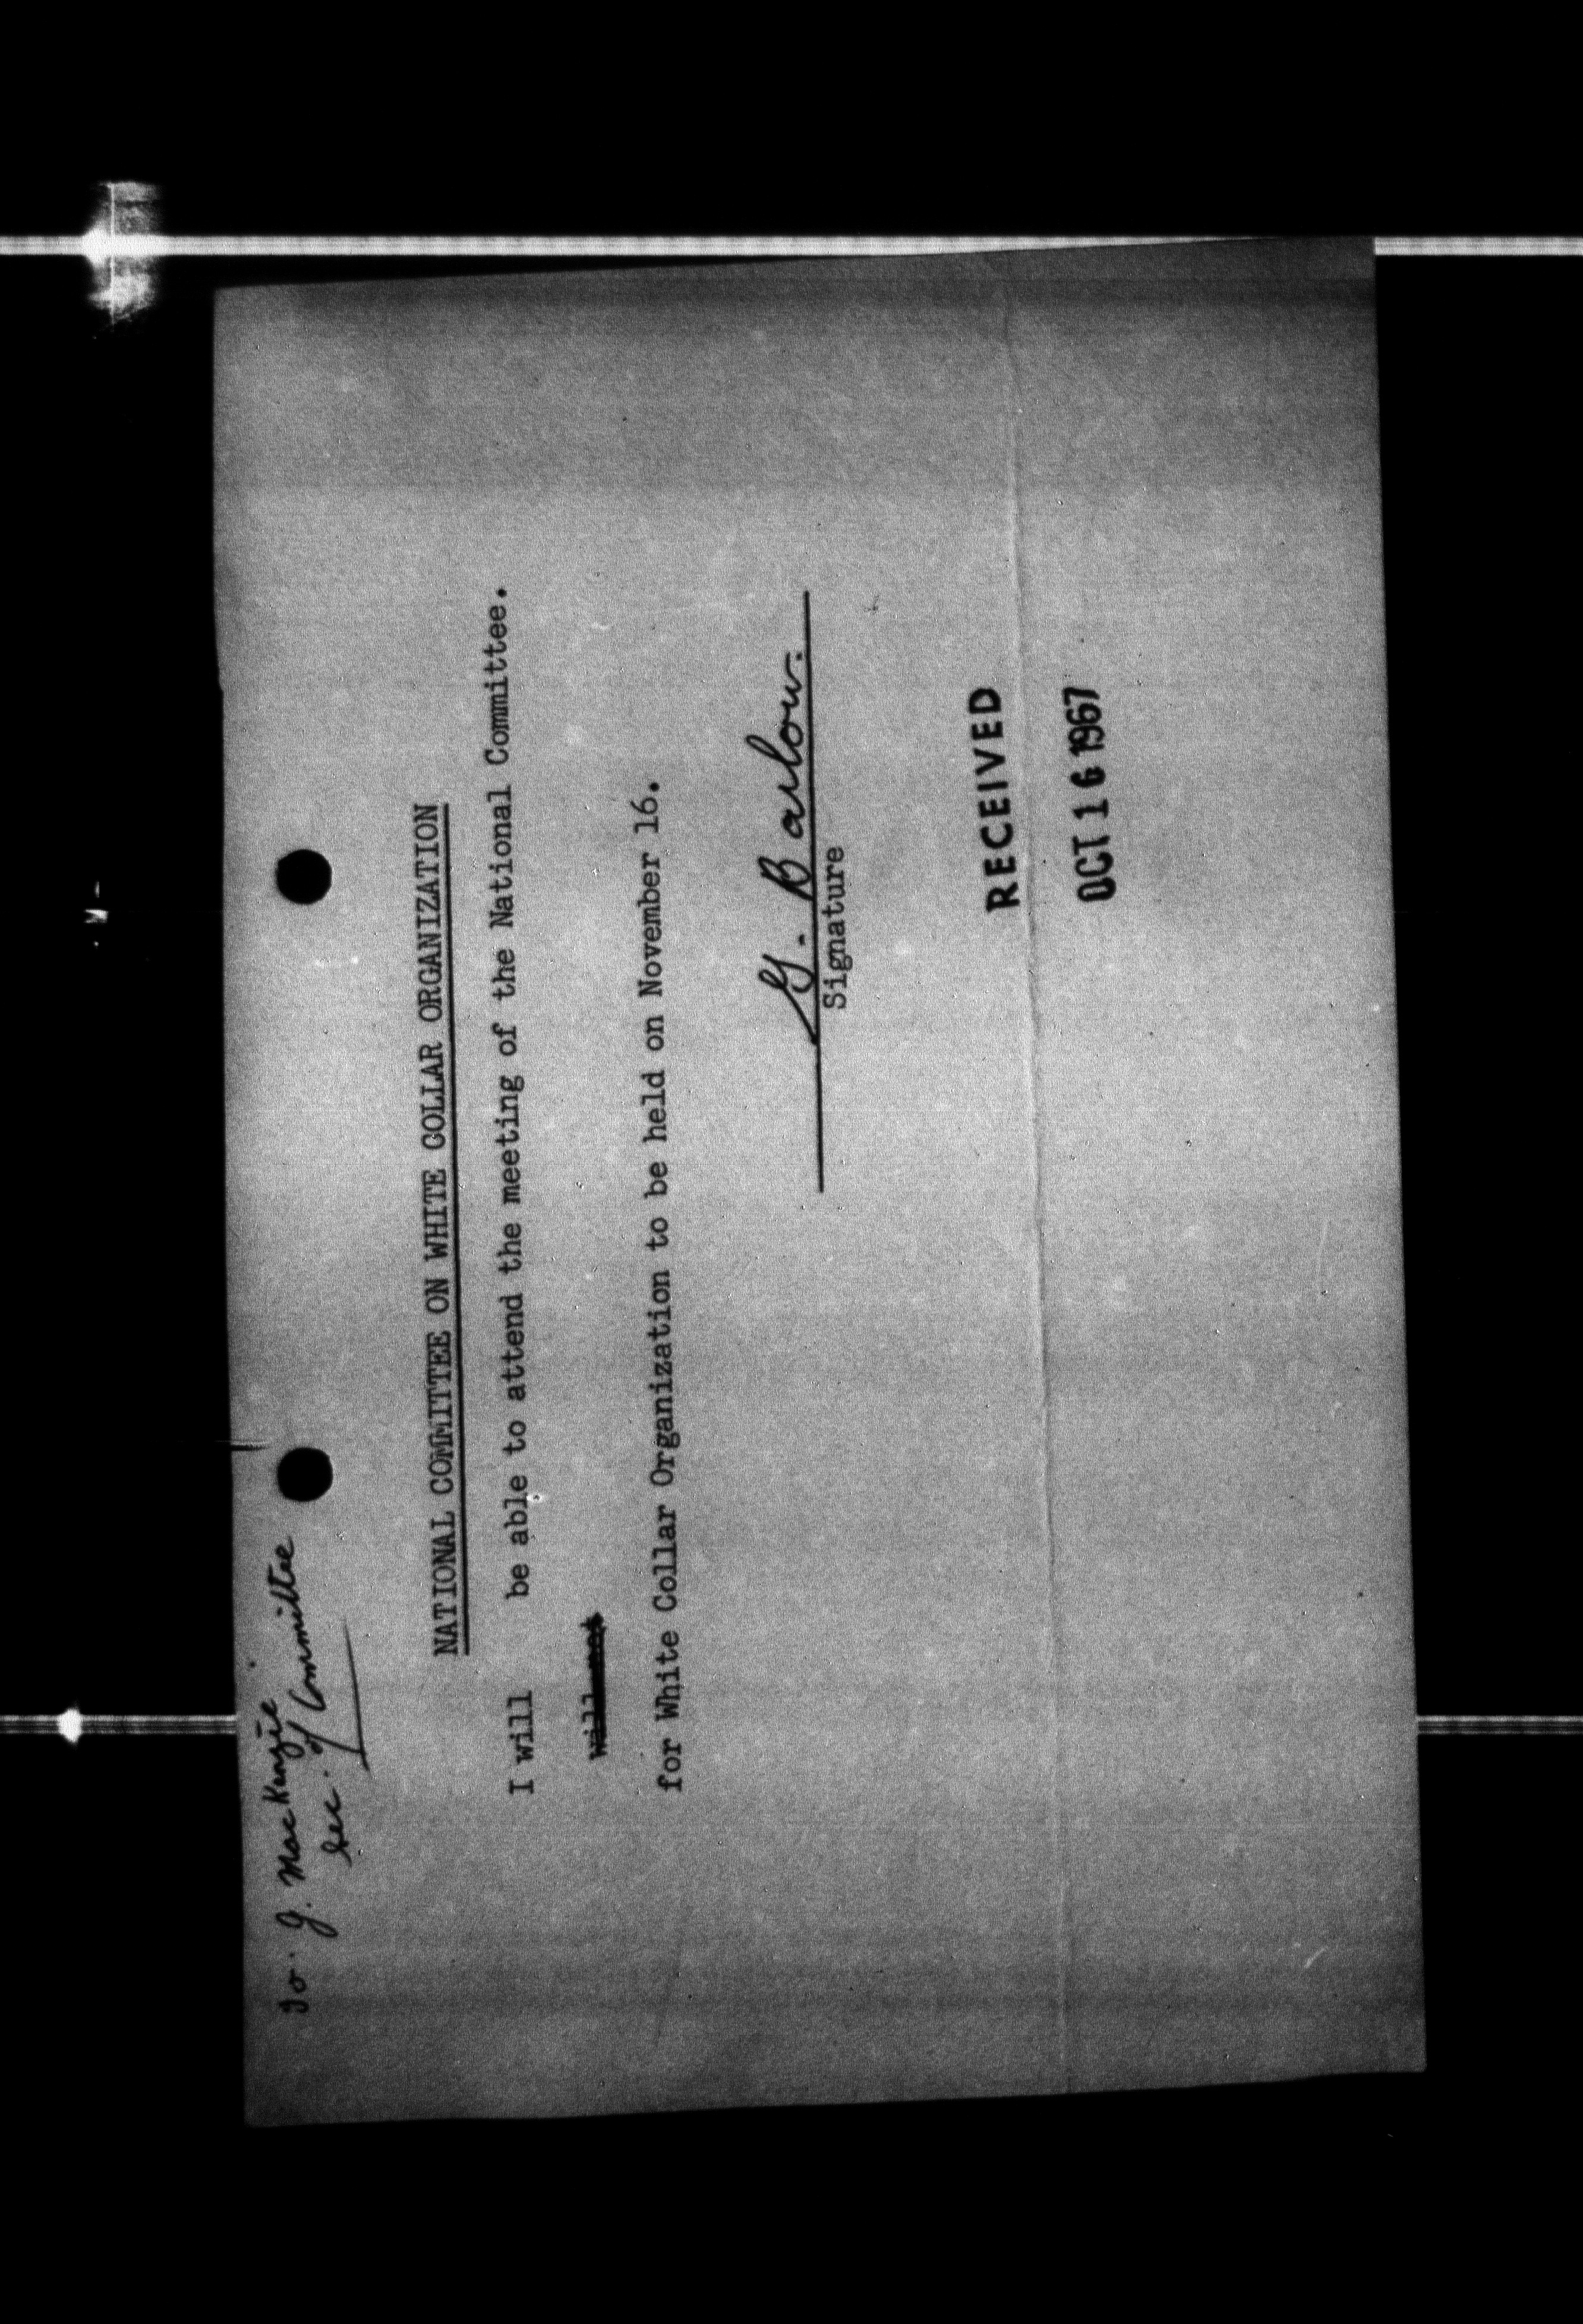 To. J. MacKenzie
Sec. of Committee
NATIONAL COMMITTEE ON WHITE COLLAR ORGANIZATION
I will be able to attend the meeting of the National Committee.
Will not
for White Collar Organization to be held on November 16.
G. Barlow.
Signature
RECEIVED
OCT 16 1967